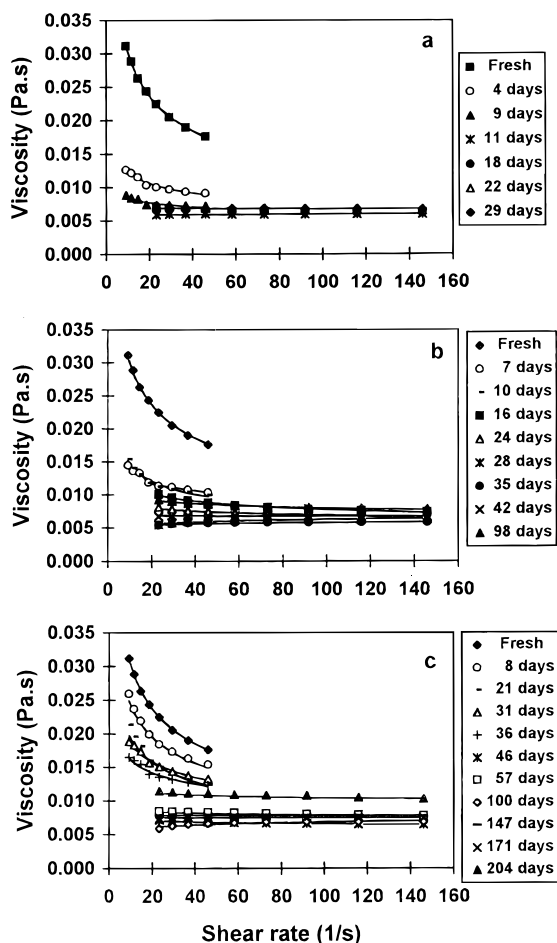 a
0.035
0.030
0.025
0.020
0.015
0.010
0.005
0.000
Viscosity (Pa.s)
0 20 40 60 80 100 120 140 160
Fresh
4 days
9 days
11 days
18 days
22 days
29 days
b
0.035
0.030
0.025
0.020
0.015
0.010
0.005
0.000
Viscosity (Pa.s)
0 20 40 60 80 100 120 140 160
Fresh
7 days
10 days
16 days
24 days
28 days
35 days
42 days
98 days
c
0.035
0.030
0.025
0.020
0.015
0.010
0.005
0.000
Viscosity (Pa.s)
0 20 40 60 80 100 120 140 160
Shear rate (1/s)
Fresh
8 days
21 days
31 days
36 days
46 days
57 days
100 days
147 days
171 days
204 days